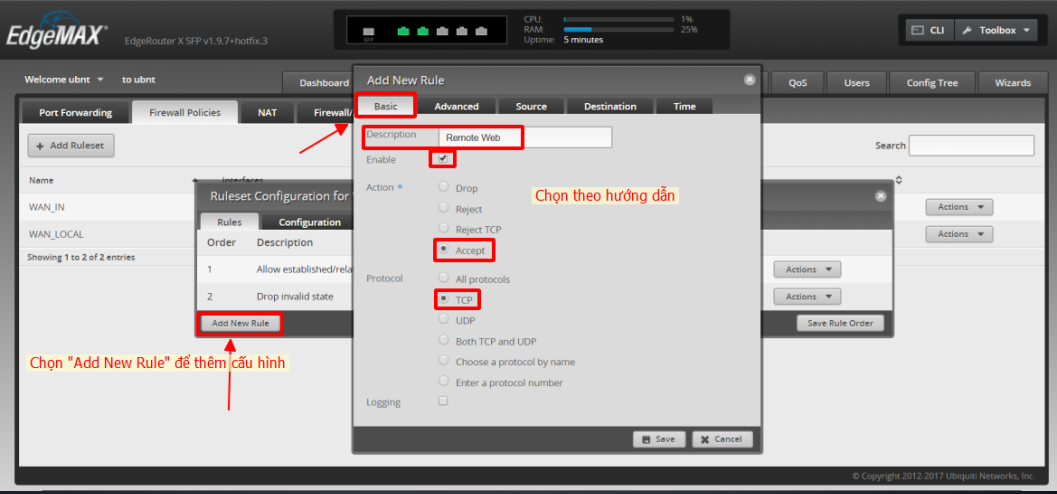 EdgeMAX
EdgeRouter X SFP v1.9.7+hotfix.3
SFP
CPU: 1%
RAM: 25%
Uptime: 5 minutes
CLI
Toolbox
Welcome ubnt to ubnt
Dashboard
QoS
Users
Config Tree
Wizards
Port Forwarding
Firewall Policies
NAT
Firewall/
+ Add Ruleset
Search
Name
Interfaces
WAN_IN
Actions
WAN_LOCAL
Actions
Showing 1 to 2 of 2 entries
Ruleset Configuration for
Rules
Configuration
Order Description
1 Allow established/rela
Actions
2 Drop invalid state
Actions
Add New Rule
Save Rule Order
Chọn "Add New Rule" để thêm cấu hình
Add New Rule
Basic
Advanced
Source
Destination
Time
Description Remote Web
Enable
Action *
Drop
Reject
Reject TCP
Accept
Chọn theo hướng dẫn
Protocol
All protocols
TCP
UDP
Both TCP and UDP
Choose a protocol by name
Enter a protocol number
Logging
Save
Cancel
© Copyright 2012-2017 Ubiquiti Networks, Inc.